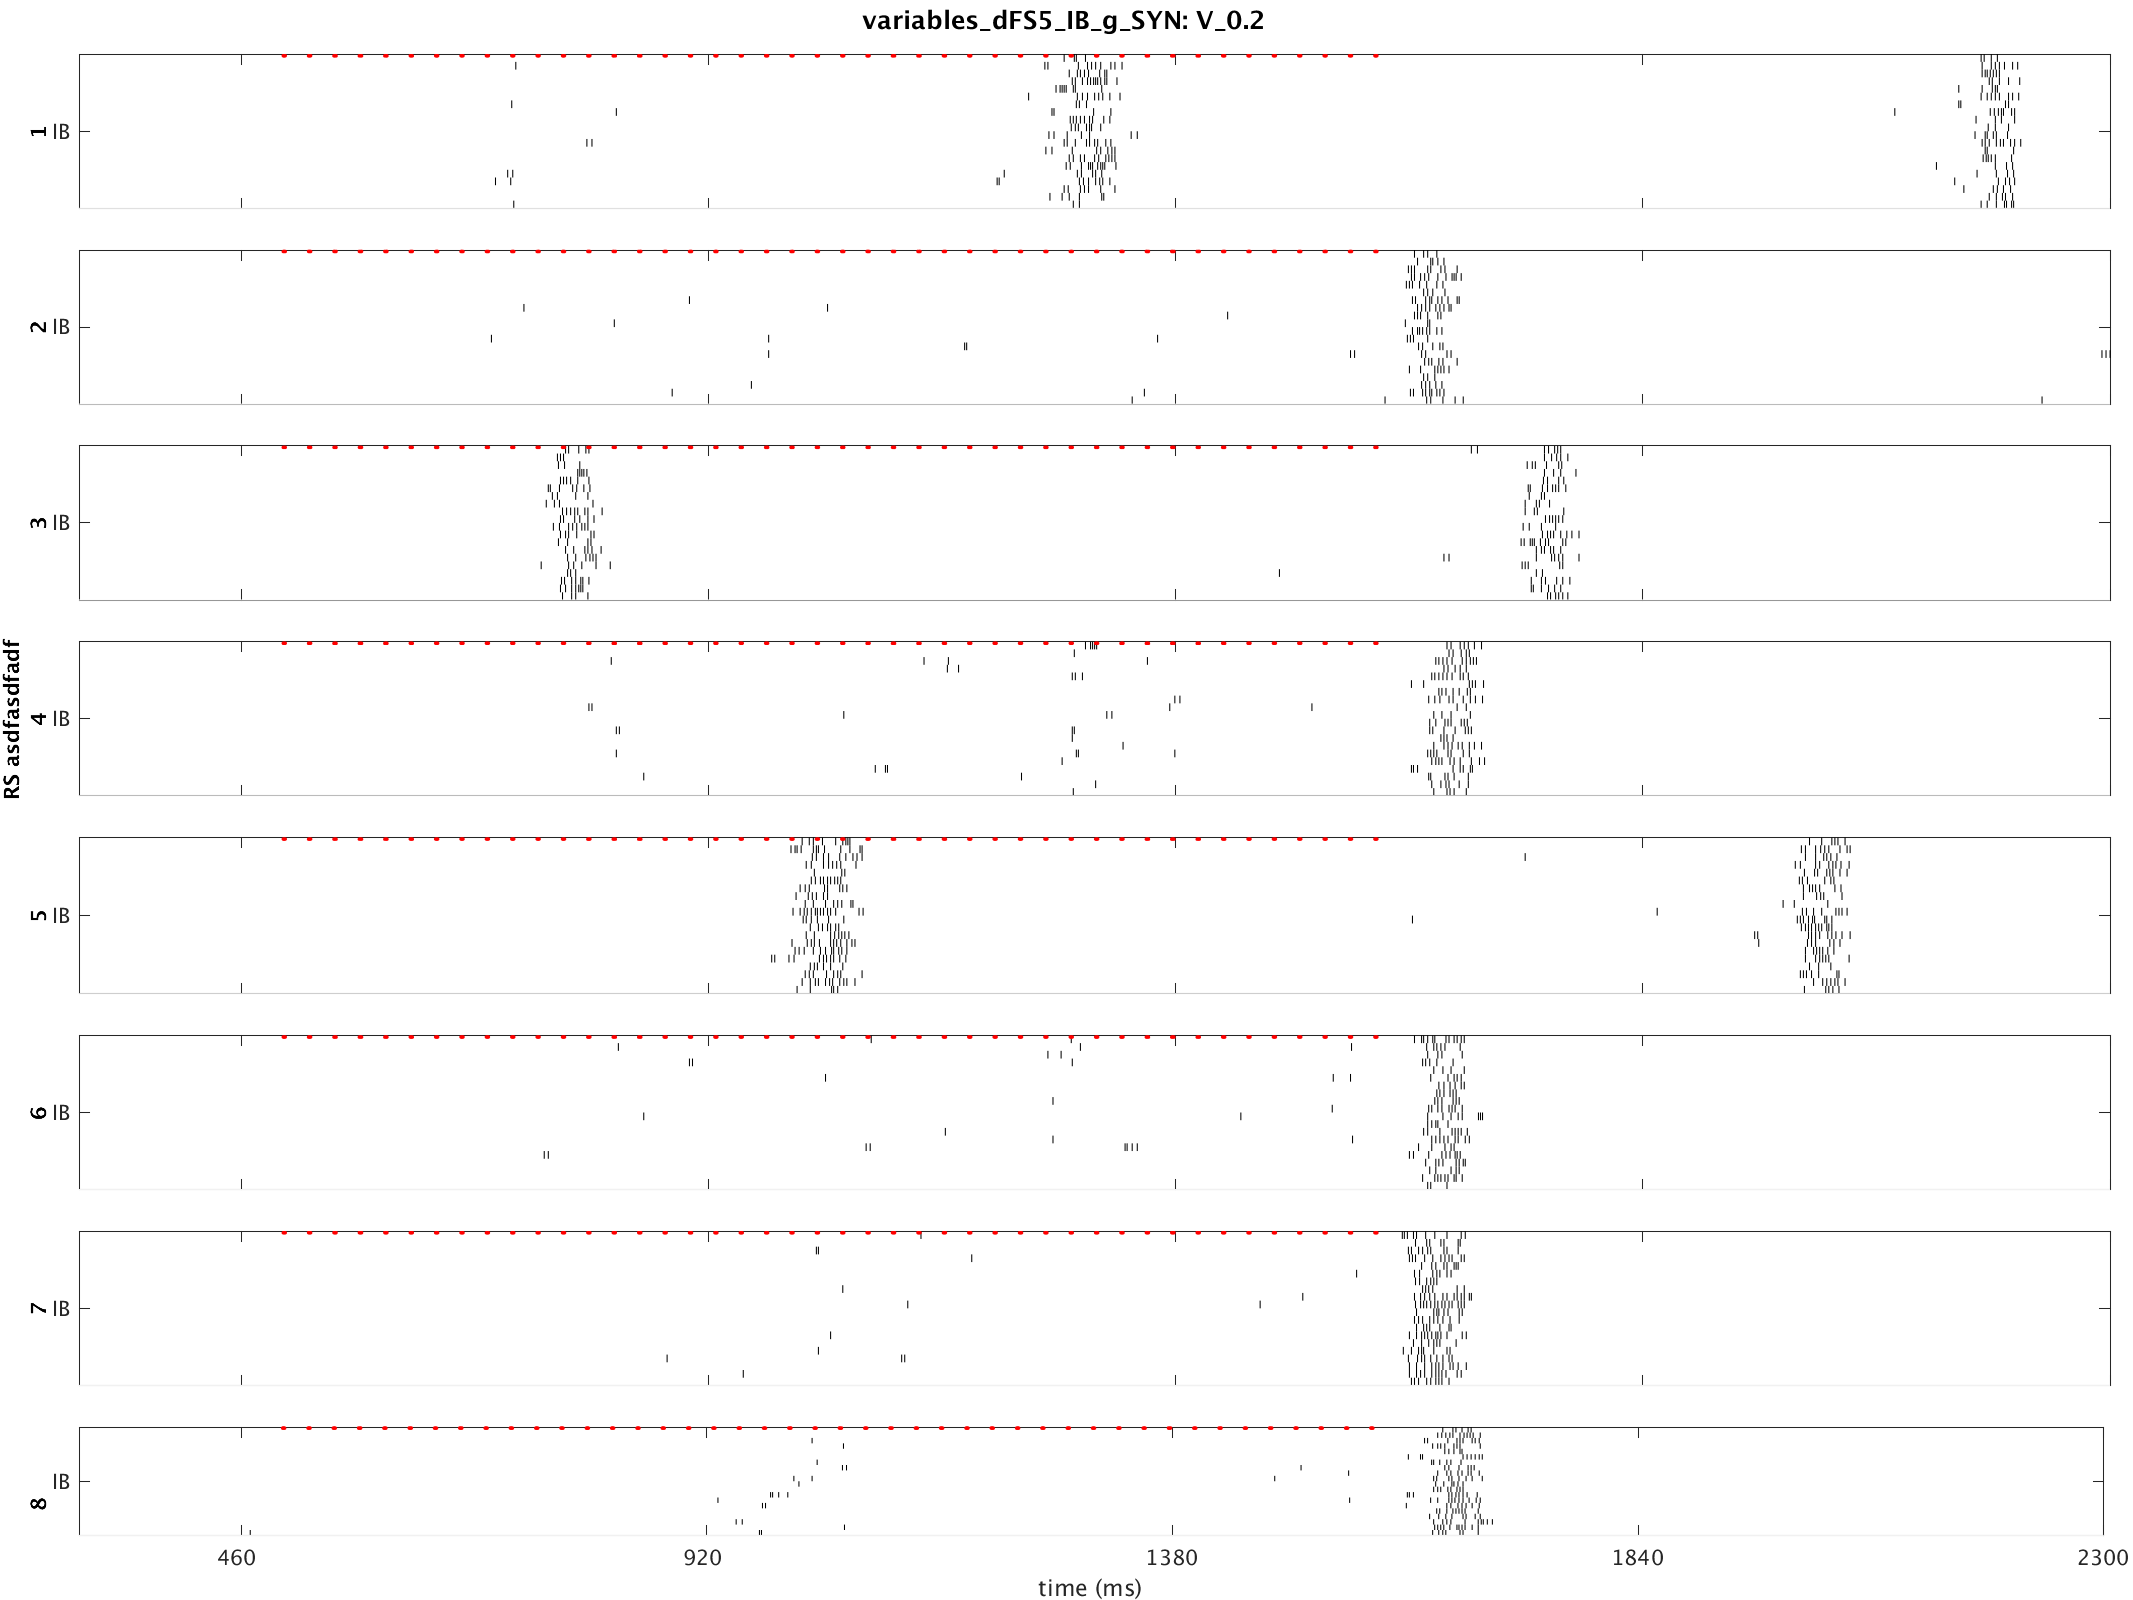 variables_dFS5_IB_g_SYN: V_0.2
1 IB
2 IB
3 IB
RS asdfasdfadf
4 IB
5 IB
6 IB
7 IB
8 IB
460 920 1380 1840 2300
time (ms)